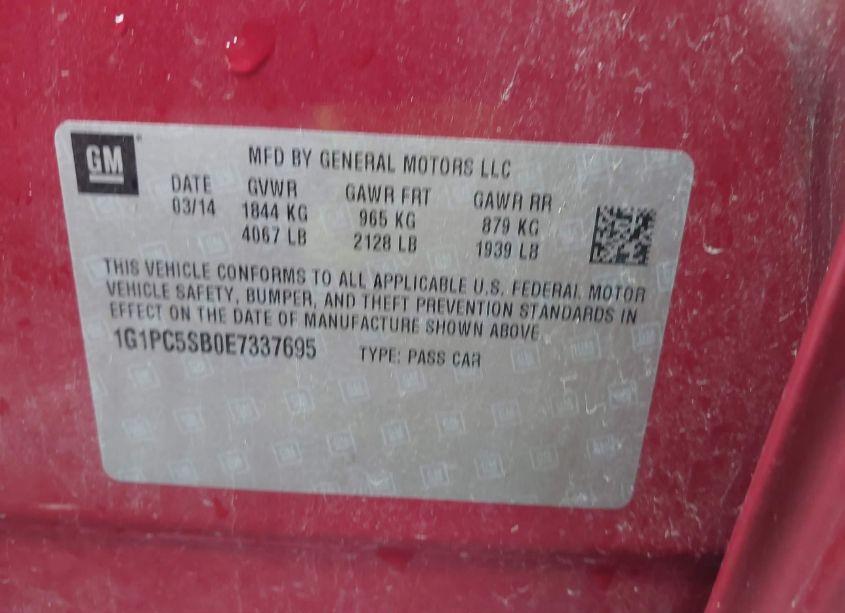 GM
MFD BY GENERAL MOTORS LLC
DATE GVWR GAWR FRT GAWR RR
03/14 1844 KG 965 KG 879 KG
4067 LB 2128 LB 1939 LB
THIS VEHICLE CONFORMS TO ALL APPLICABLE U.S. FEDERAL MOTOR
VEHICLE SAFETY, BUMPER, AND THEFT PREVENTION STANDARDS IN
EFFECT ON THE DATE OF MANUFACTURE SHOWN ABOVE.
1G1PC5SB0E7337695 TYPE: PASS CAR